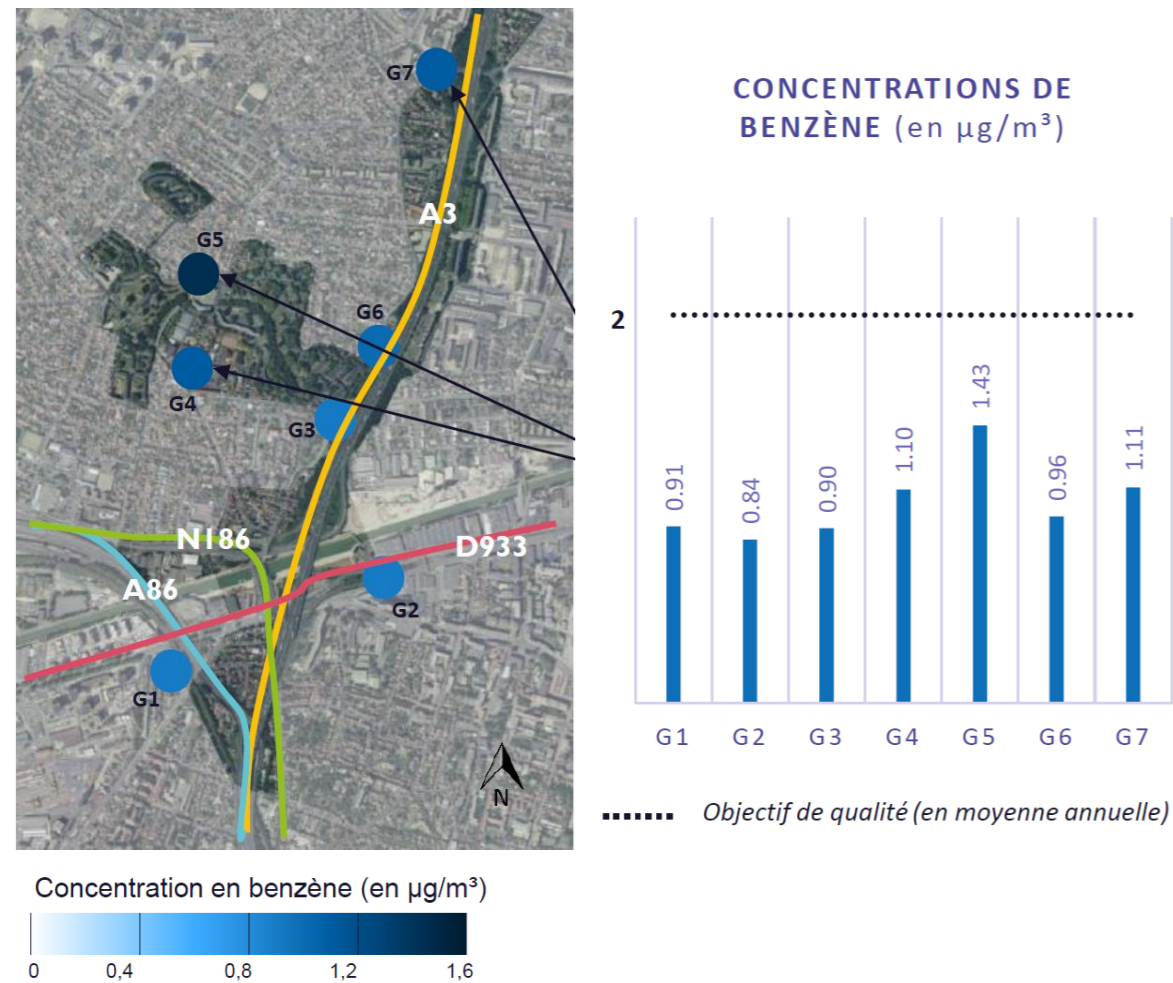 G7
A3
G5
G6
G4
G3
N186
D933
A86
G2
G1
N
Concentration en benzène (en µg/m³)
0 0,4 0,8 1,2 1,6
CONCENTRATIONS DE
BENZÈNE (en µg/m³)
2
0.91 0.84 0.90 1.10 1.43 0.96 1.11
G1 G2 G3 G4 G5 G6 G7
Objectif de qualité (en moyenne annuelle)